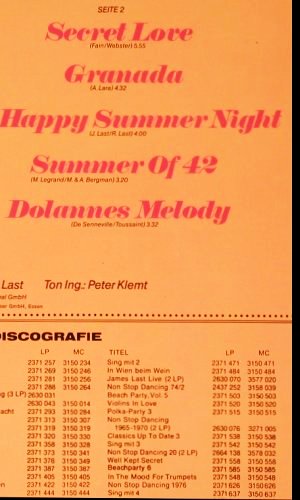 SEITE 2
Secret Love
(Fain/Webster) 5.55
Granada
(A. Lara) 4.32
Happy Summer Night
(J. Last/R. Last) 4.00
Summer Of 42
(M. Legrand/M. & A. Bergman) 3.20
Dolannes Melody
(De Senneville/Toussaint) 3.32
Last Ton Ing.: Peter Klemt
GmbH
GmbH, Essen
DISCOGRAFIE
LP MC TITEL LP MC
2371 257 3150 234 Sing mit 2 2371 471 3150 471
2371 269 3150 246 In Wien beim Wein 2371 484 3150 484
2371 281 3150 256 James Last Live (2 LP) 2630 070 3577 020
2371 288 3150 264 Non Stop Dancing 74/2 2437 252 3158 039
(3 LP) 2630 031 Beach Party, Vol. 5 2371 503 3150 503
2630 043 3150 014 Violins In Love 2371 520 3150 520
acht 2371 293 3150 284 Polka-Party 3 2371 515 3150 515
2371 313 3150 307 Non Stop Dancing
2371 319 3150 319 1965-1970 (2 LP) 2630 076 3271 005
2371 320 3150 330 Classics Up To Date 3 2371 538 3150 538
2371 358 3150 328 Sing mit 3 2371 542 3150 542
2371 373 3150 341 Non Stop Dancing 20 (2 LP) 2664 138 3578 032
2371 376 3150 341 Well Kept Secret 2371 558 3150 558
2371 387 3150 387 Beachparty 6 2371 585 3150 585
2371 405 3150 405 In The Mood For Trumpets 2371 548 3150 548
en 2371 422 3150 422 Non Stop Dancing 1976 2371 626 3150 626
2371 444 3150 444 Sing mit 4 2371 637 3150 637